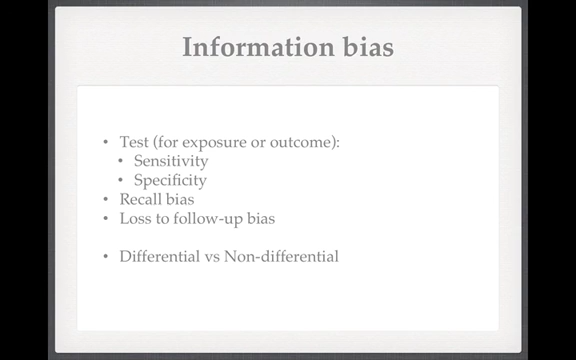 Information bias
• Test (for exposure or outcome):
• Sensitivity
• Specificity
• Recall bias
• Loss to follow-up bias
• Differential vs Non-differential